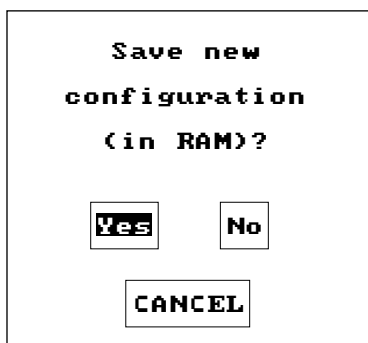 Save new
configuration
(in RAM)?
Yes No
CANCEL